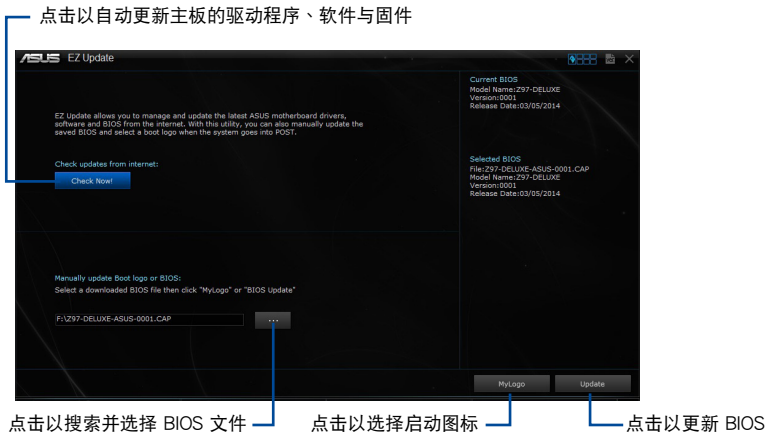 点击以自动更新主板的驱动程序、软件与固件
ASUS EZ Update
Current BIOS
Model Name:Z97-DELUXE
Version:0001
Release Date:03/05/2014
EZ Update allows you to manage and update the latest ASUS motherboard drivers,
software and BIOS from the internet. With this utility, you can also manually update the
saved BIOS and select a boot logo when the system goes into POST.
Check updates from internet:
Check Now!
Selected BIOS
File:Z97-DELUXE-ASUS-0001.CAP
Model Name:Z97-DELUXE
Version:0001
Release Date:03/05/2014
Manually update Boot logo or BIOS:
Select a downloaded BIOS file then click "MyLogo" or "BIOS Update"
F:\Z97-DELUXE-ASUS-0001.CAP
...
MyLogo
Update
点击以搜索并选择 BIOS 文件
点击以选择启动图标
点击以更新 BIOS